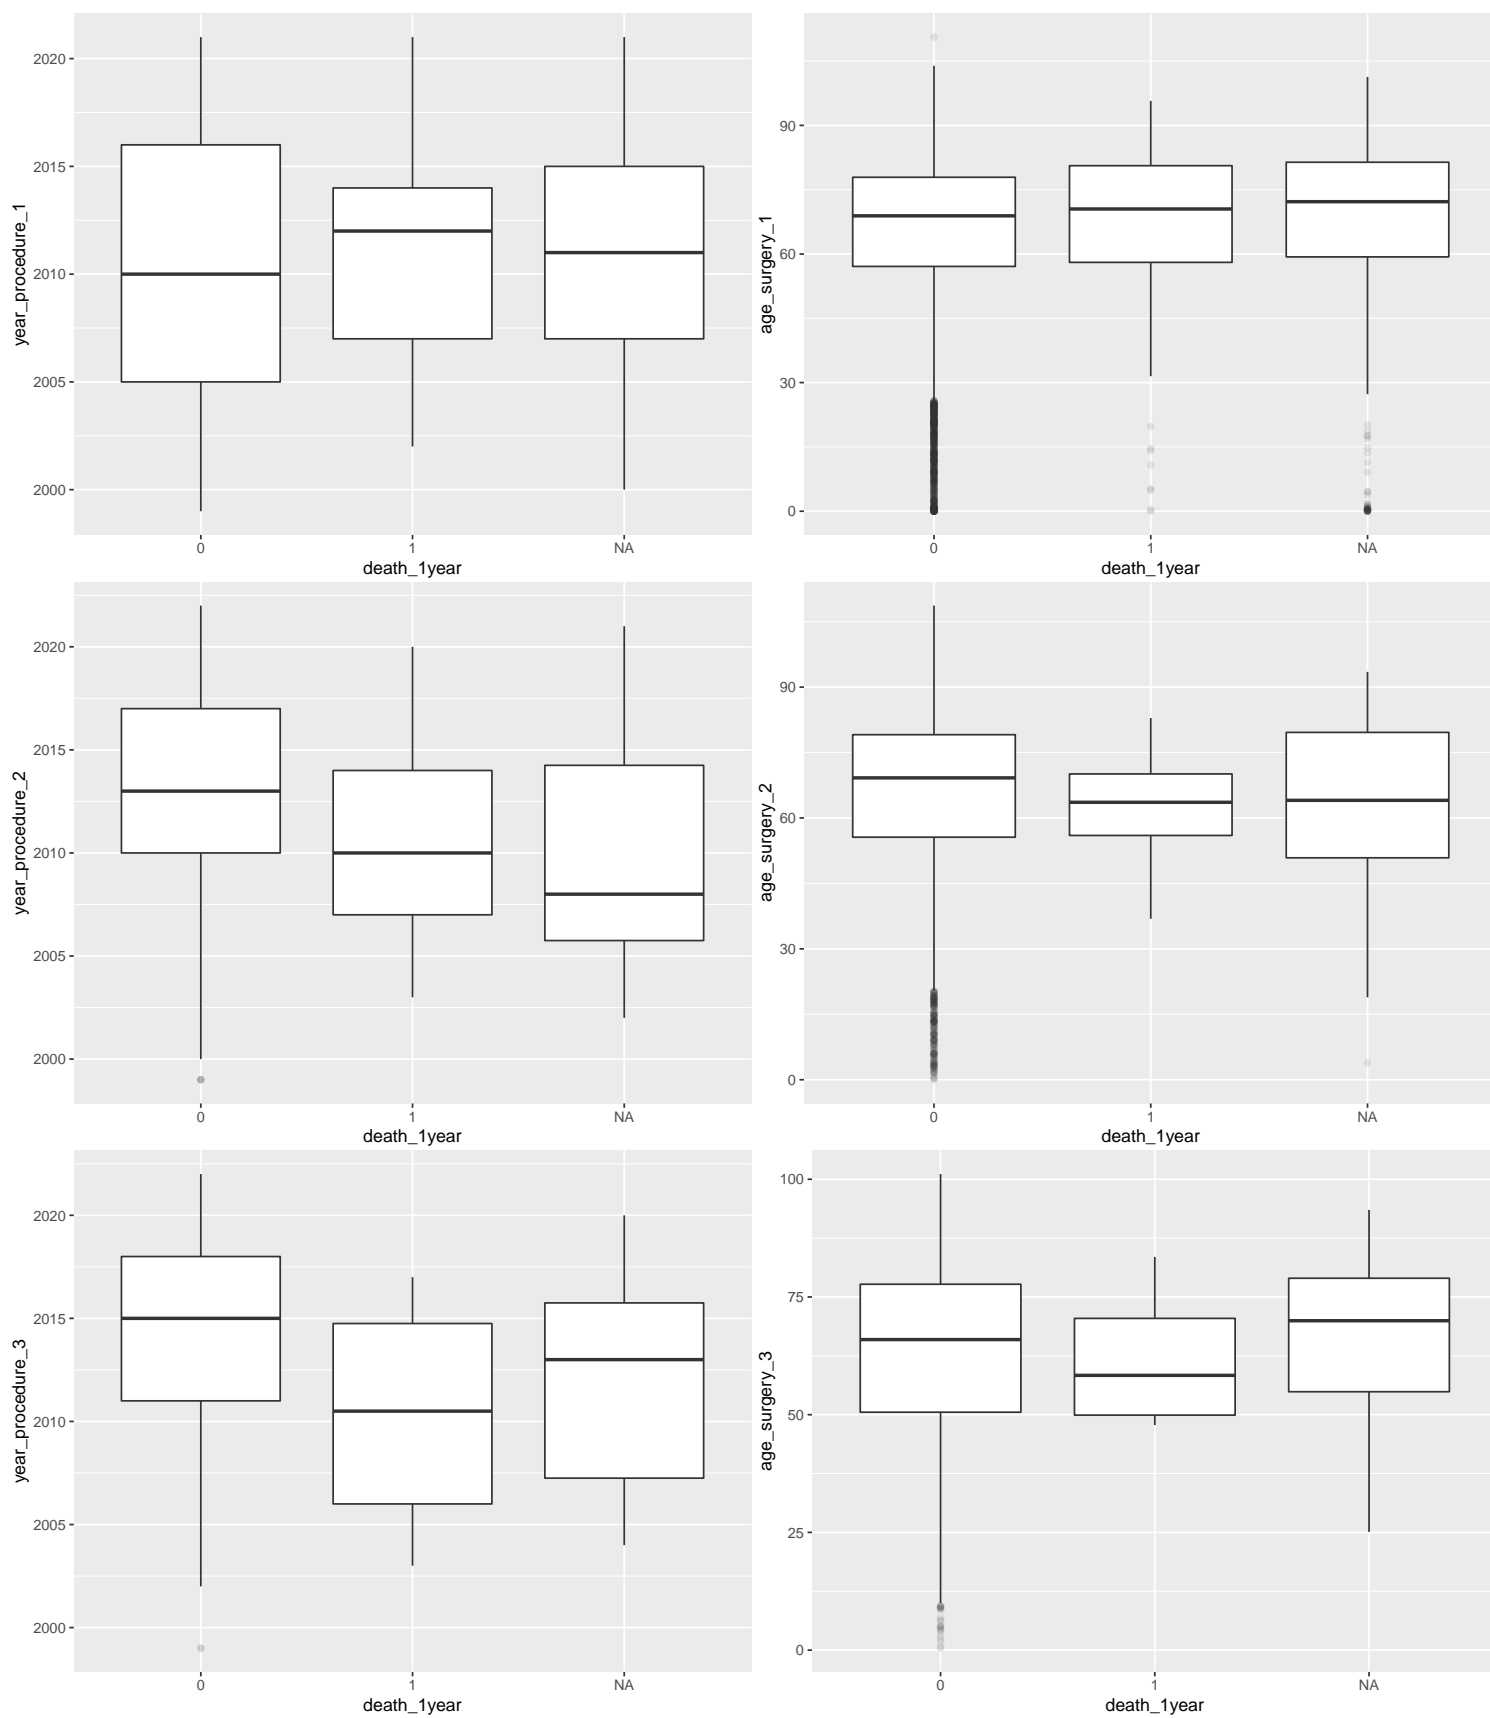 year_procedure_1
2020
2015
2010
2005
2000
0 1 NA
death_1year
age_surgery_1
90
60
30
0
0 1 NA
death_1year
year_procedure_2
2020
2015
2010
2005
2000
0 1 NA
death_1year
age_surgery_2
90
60
30
0
0 1 NA
death_1year
year_procedure_3
2020
2015
2010
2005
2000
0 1 NA
death_1year
age_surgery_3
100
75
50
25
0
0 1 NA
death_1year